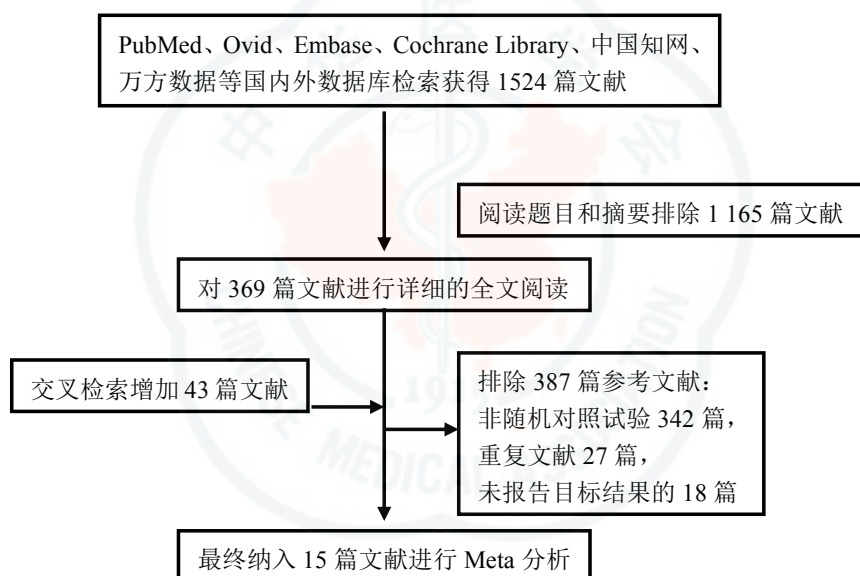 PubMed、Ovid、Embase、Cochrane Library、中国知网、
万方数据等国内外数据库检索获得 1524 篇文献
阅读题目和摘要排除 1 165 篇文献
对 369 篇文献进行详细的全文阅读
交叉检索增加 43 篇文献
排除 387 篇参考文献：
非随机对照试验 342 篇，
重复文献 27 篇，
未报告目标结果的 18 篇
最终纳入 15 篇文献进行 Meta 分析